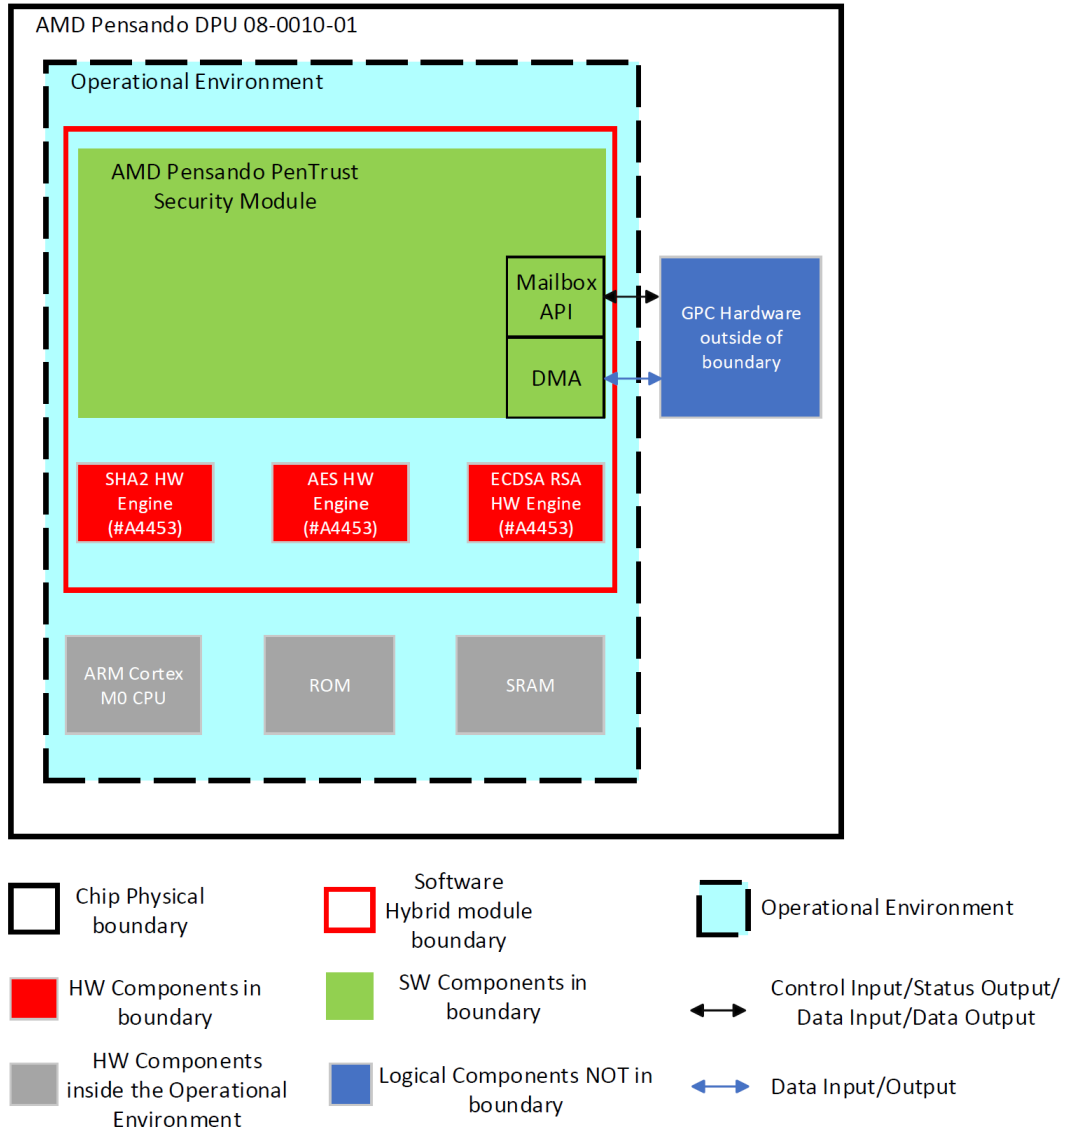 AMD Pensando DPU 08-0010-01
Operational Environment
AMD Pensando PenTrust
Security Module
Mailbox
API
DMA
GPC Hardware
outside of
boundary
SHA2 HW
Engine
(#A4453)
AES HW
Engine
(#A4453)
ECDSA RSA
HW Engine
(#A4453)
ARM Cortex
M0 CPU
ROM
SRAM
Chip Physical
boundary
Software
Hybrid module
boundary
Operational Environment
HW Components in
boundary
SW Components in
boundary
Control Input/Status Output/
Data Input/Data Output
HW Components
inside the Operational
Environment
Logical Components NOT in
boundary
Data Input/Output